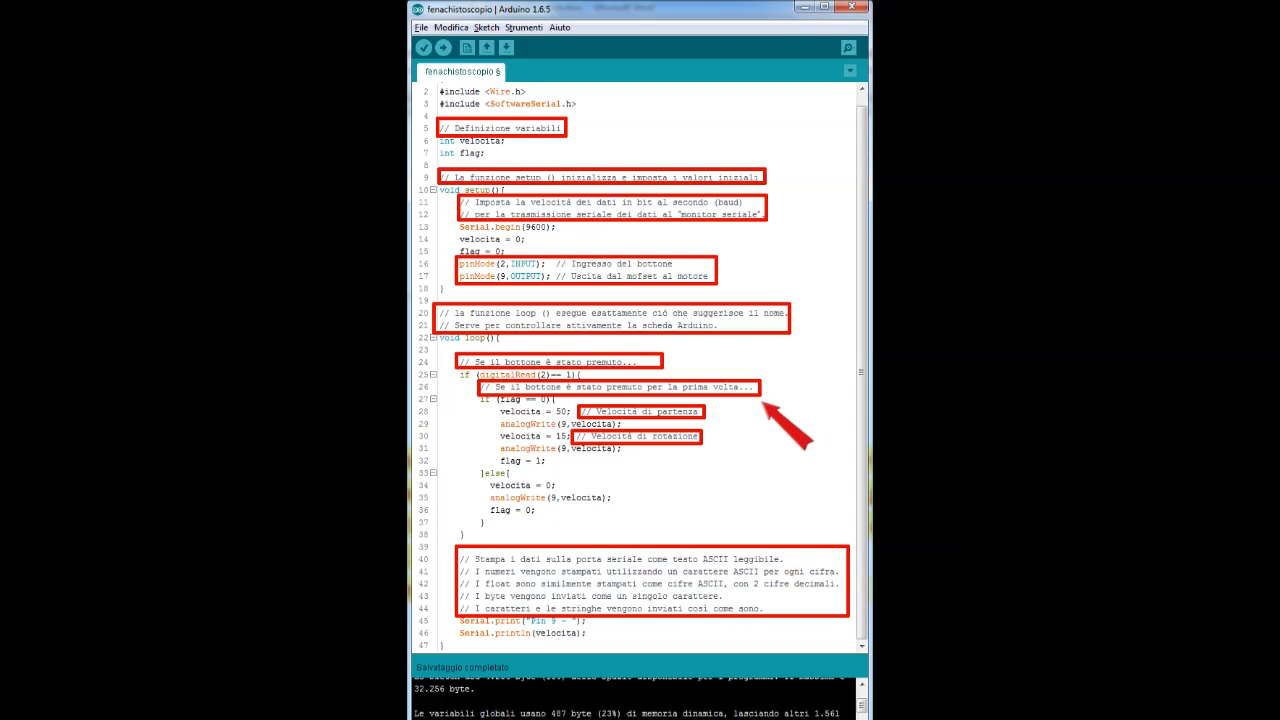 fenachistoscopio | Arduino 1.6.5
File Modifica Sketch Strumenti Aiuto
fenachistoscopio §
2 #include <Wire.h>
3 #include <SoftwareSerial.h>
4
5 // Definizione variabili
6 int velocita;
7 int flag;
8
9 // La funzione setup () inizializza e imposta i valori iniziali
10 void setup(){
11 // Imposta la velocitá dei dati in bit al secondo (baud)
12 // per la trasmissione seriale dei dati al "monitor seriale".
13 Serial.begin(9600);
14 velocita = 0;
15 flag = 0;
16 pinMode(2,INPUT); // Ingresso del bottone
17 pinMode(9,OUTPUT); // Uscita dal mofset al motore
18 }
19
20 // la funzione loop () esegue esattamente ció che suggerisce il nome.
21 // Serve per controllare attivamente la scheda Arduino.
22 void loop(){
23
24 // Se il bottone è stato premuto...
25 if (digitalRead(2)== 1){
26 // Se il bottone è stato premuto per la prima volta...
27 if (flag == 0){
28 velocita = 50; // Velocitá di partenza
29 analogWrite(9,velocita);
30 velocita = 15; // Velocitá di rotazione
31 analogWrite(9,velocita);
32 flag = 1;
33 }else{
34 velocita = 0;
35 analogWrite(9,velocita);
36 flag = 0;
37 }
38 }
39
40 // Stampa i dati sulla porta seriale come testo ASCII leggibile.
41 // I numeri vengono stampati utilizzando un carattere ASCII per ogni cifra.
42 // I float sono similmente stampati come cifre ASCII, con 2 cifre decimali.
43 // I byte vengono inviati come un singolo carattere.
44 // I caratteri e le stringhe vengono inviati così come sono.
45 Serial.print("Pin 9 - ");
46 Serial.println(velocita);
47 }
Salvataggio completato
32.256 byte.
Le variabili globali usano 487 byte (23%) di memoria dinamica, lasciando altri 1.561